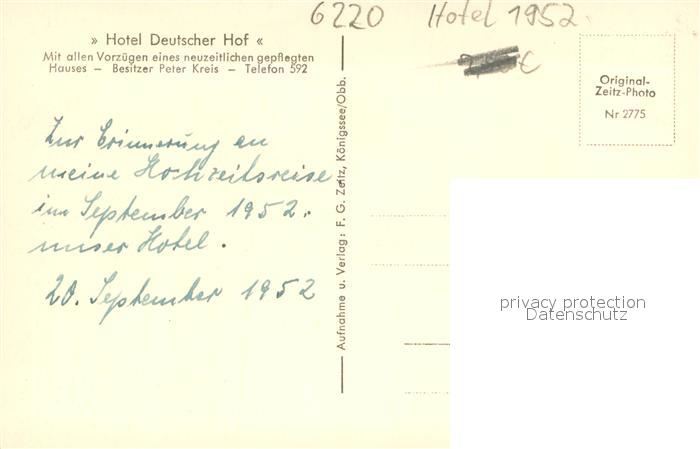 6220 Hotel 1952.
» Hotel Deutscher Hof «
Mit allen Vorzügen eines neuzeitlichen gepflegten
Hauses – Besitzer Peter Kreis – Telefon 592
Original-
Zeitz-Photo
Nr 2775
Zur Erinnerung an
meine Hochzeitsreise
im September 1952.
unser Hotel.
20. September 1952
Aufnahme u. Verlag: F. G. Zeitz, Königssee/Obb.
privacy protection
Datenschutz